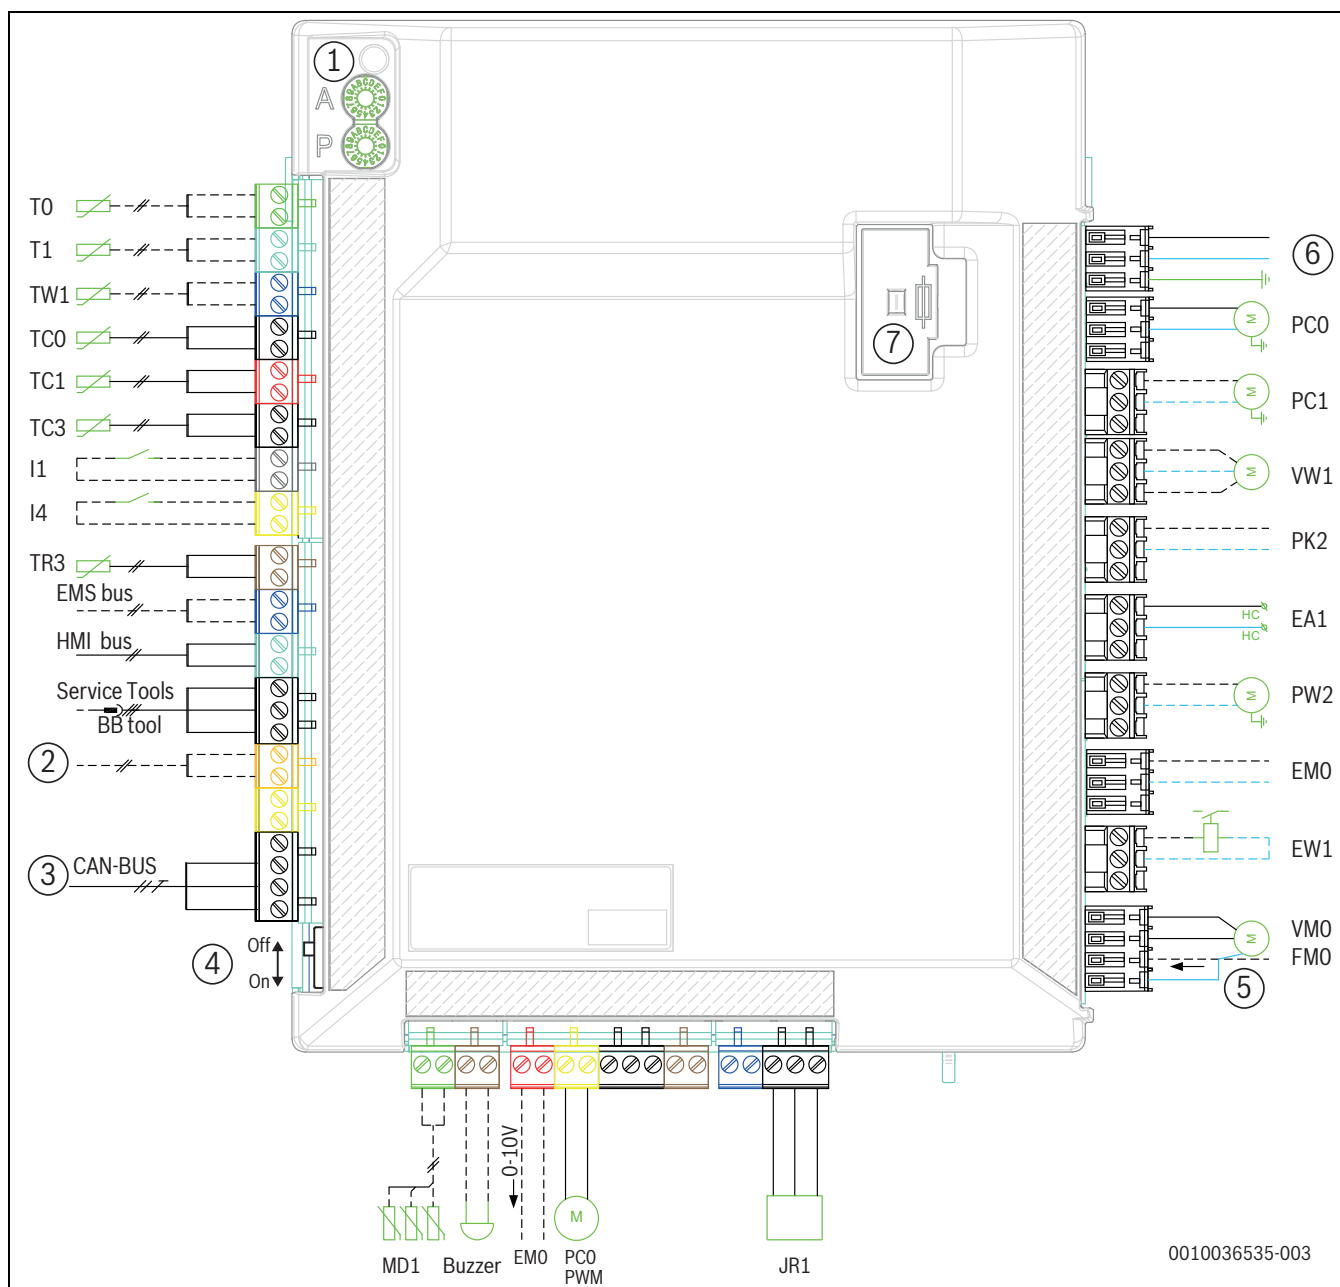 1
A
P
T0
T1
TW1
TC0
TC1
TC3
I1
I4
TR3
EMS bus
HMI bus
Service Tools
BB tool
2
3 CAN-BUS
4 Off
On
6
7
M PC0
M PC1
M VW1
PK2
HC EA1
HC
M PW2
EM0
EW1
M VM0
FM0
5
0-10V
M
MD1 Buzzer EM0 PC0 JR1
PWM
0010036535-003